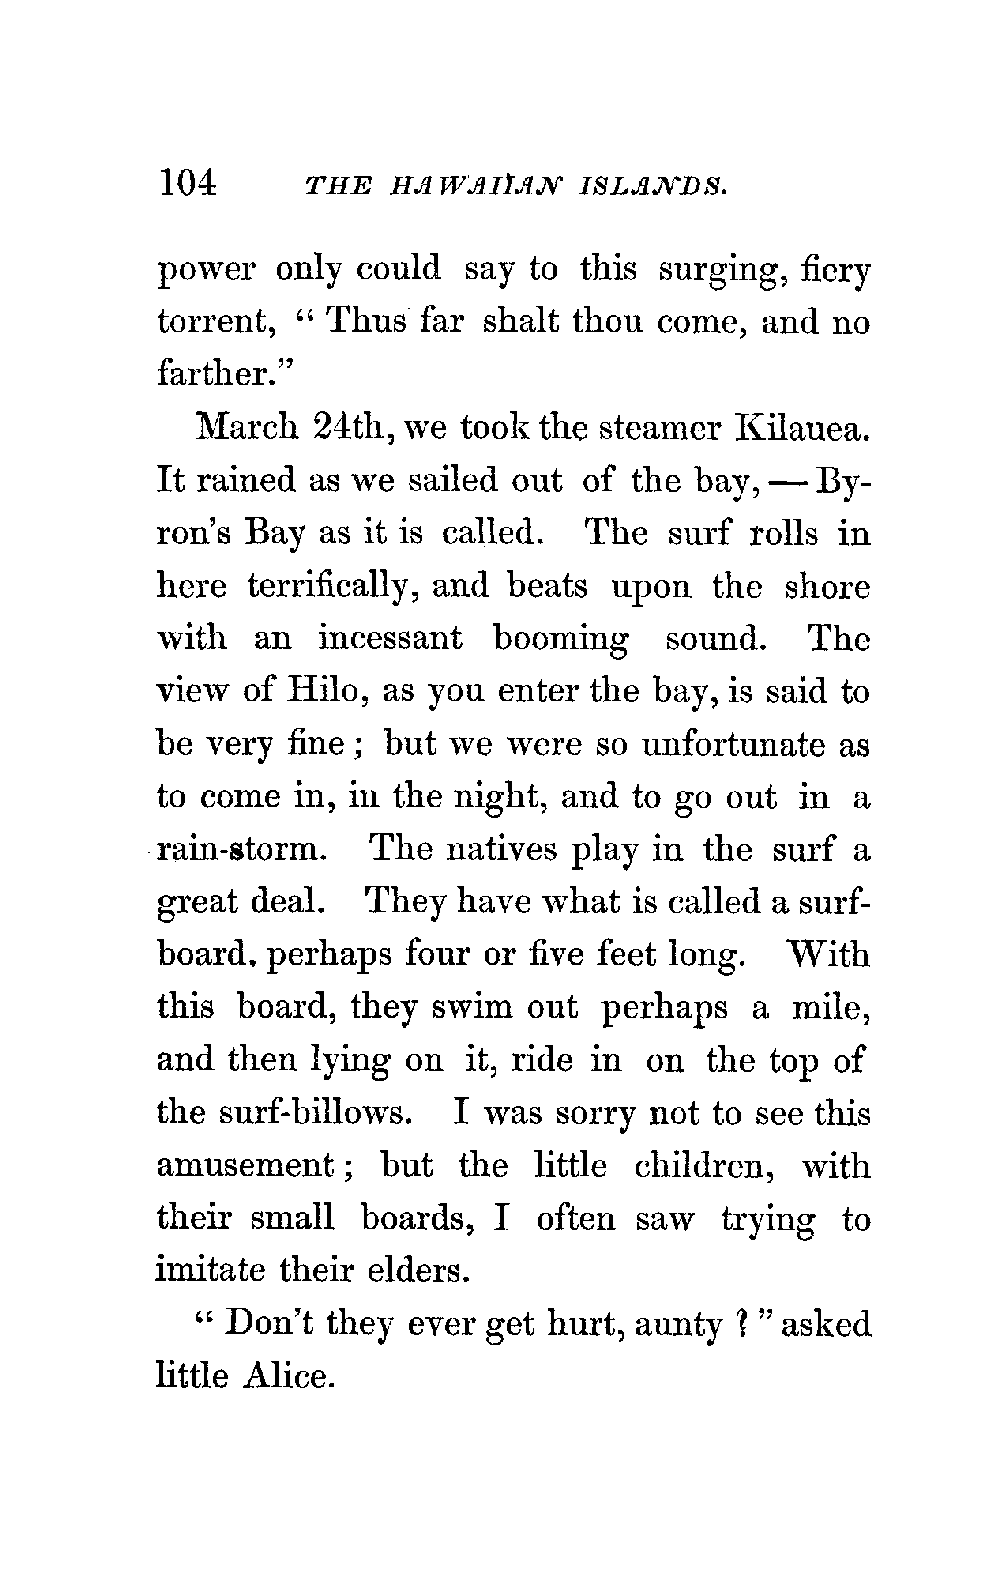 104 THE HAWAIIAN ISLANDS.
power only could say to this surging, fiery
torrent, “ Thus far shalt thou come, and no
farther.”
March 24th, we took the steamer Kilauea.
It rained as we sailed out of the bay, — By-
ron’s Bay as it is called. The surf rolls in
here terrifically, and beats upon the shore
with an incessant booming sound. The
view of Hilo, as you enter the bay, is said to
be very fine ; but we were so unfortunate as
to come in, in the night, and to go out in a
rain-storm. The natives play in the surf a
great deal. They have what is called a surf-
board, perhaps four or five feet long. With
this board, they swim out perhaps a mile,
and then lying on it, ride in on the top of
the surf-billows. I was sorry not to see this
amusement ; but the little children, with
their small boards, I often saw trying to
imitate their elders.
“ Don’t they ever get hurt, aunty ? ” asked
little Alice.